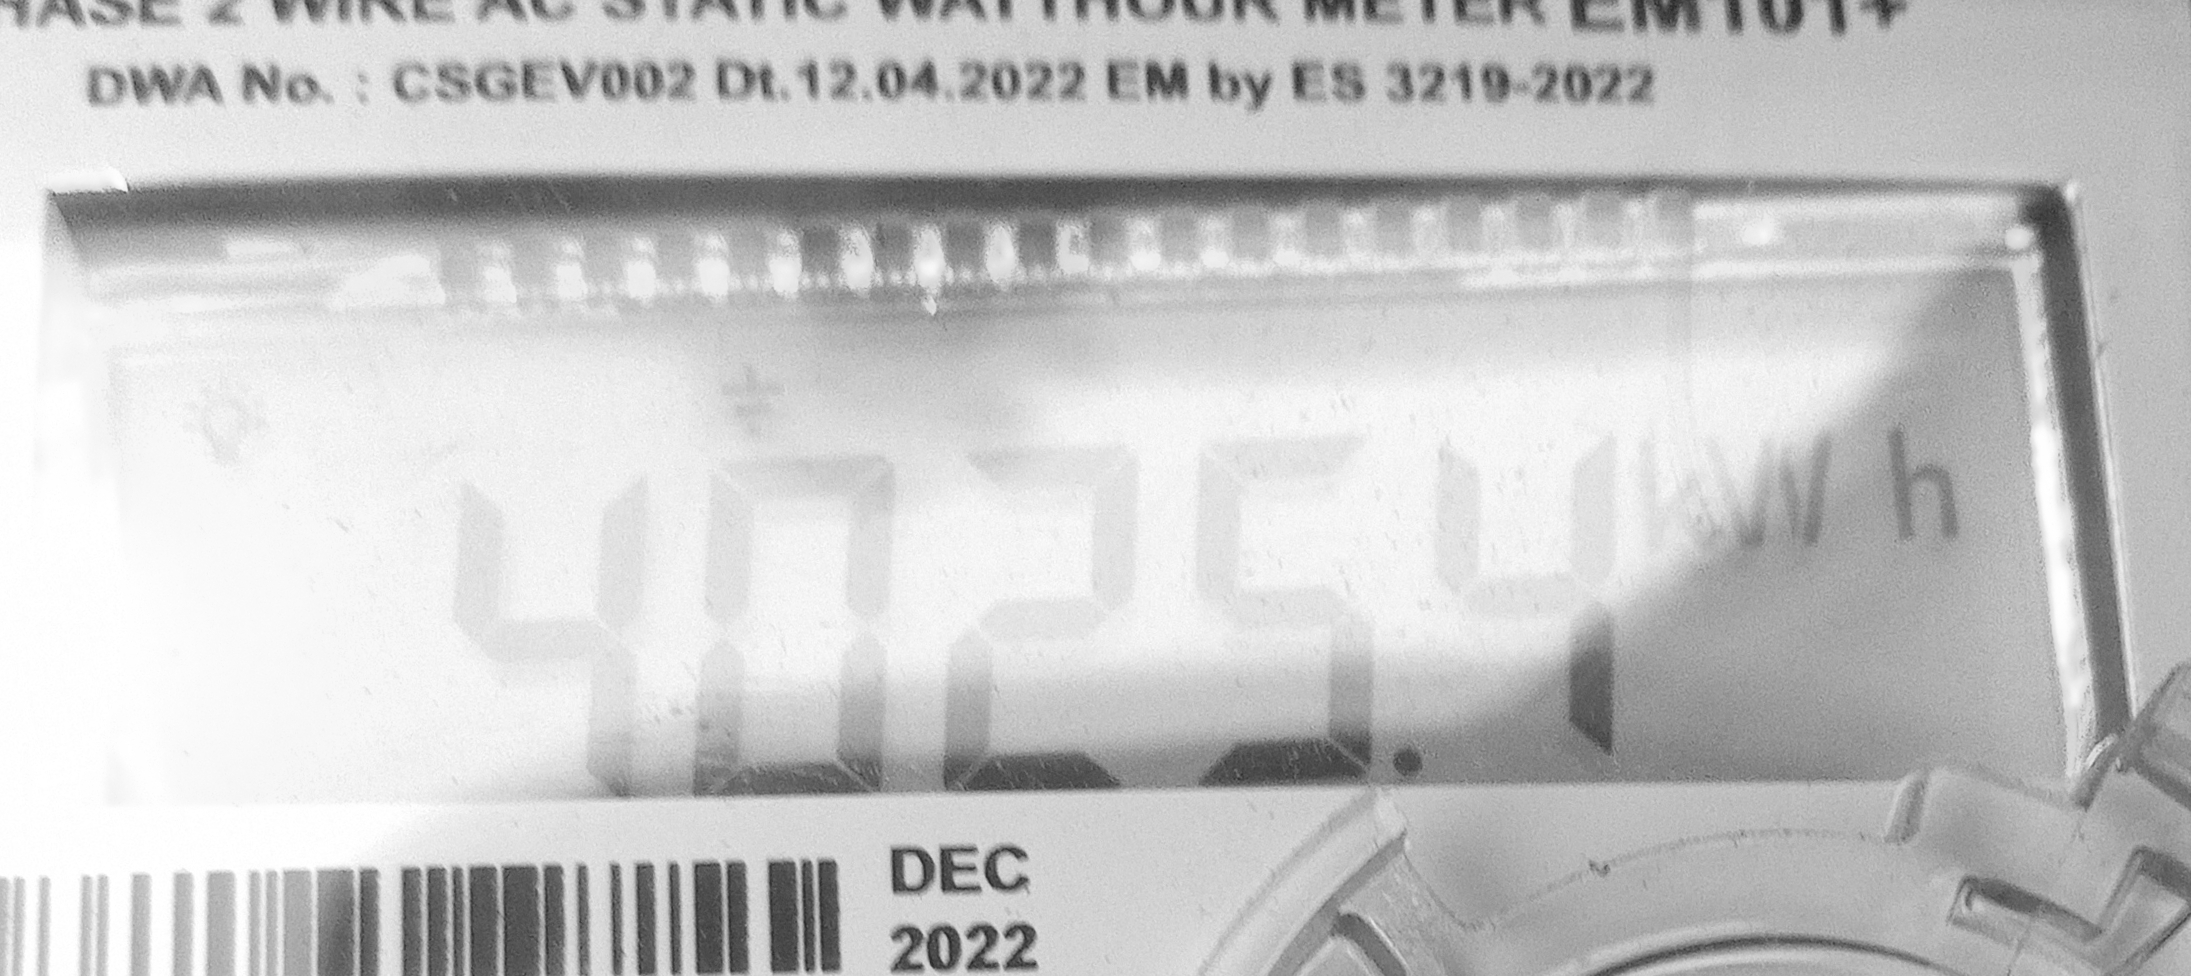 PHASE 2 WIRE AC STATIC WATTHOUR METER EM101+
DWA No. : CSGEV002 Dt.12.04.2022 EM by ES 3219-2022
4025.4 kWh
DEC
2022